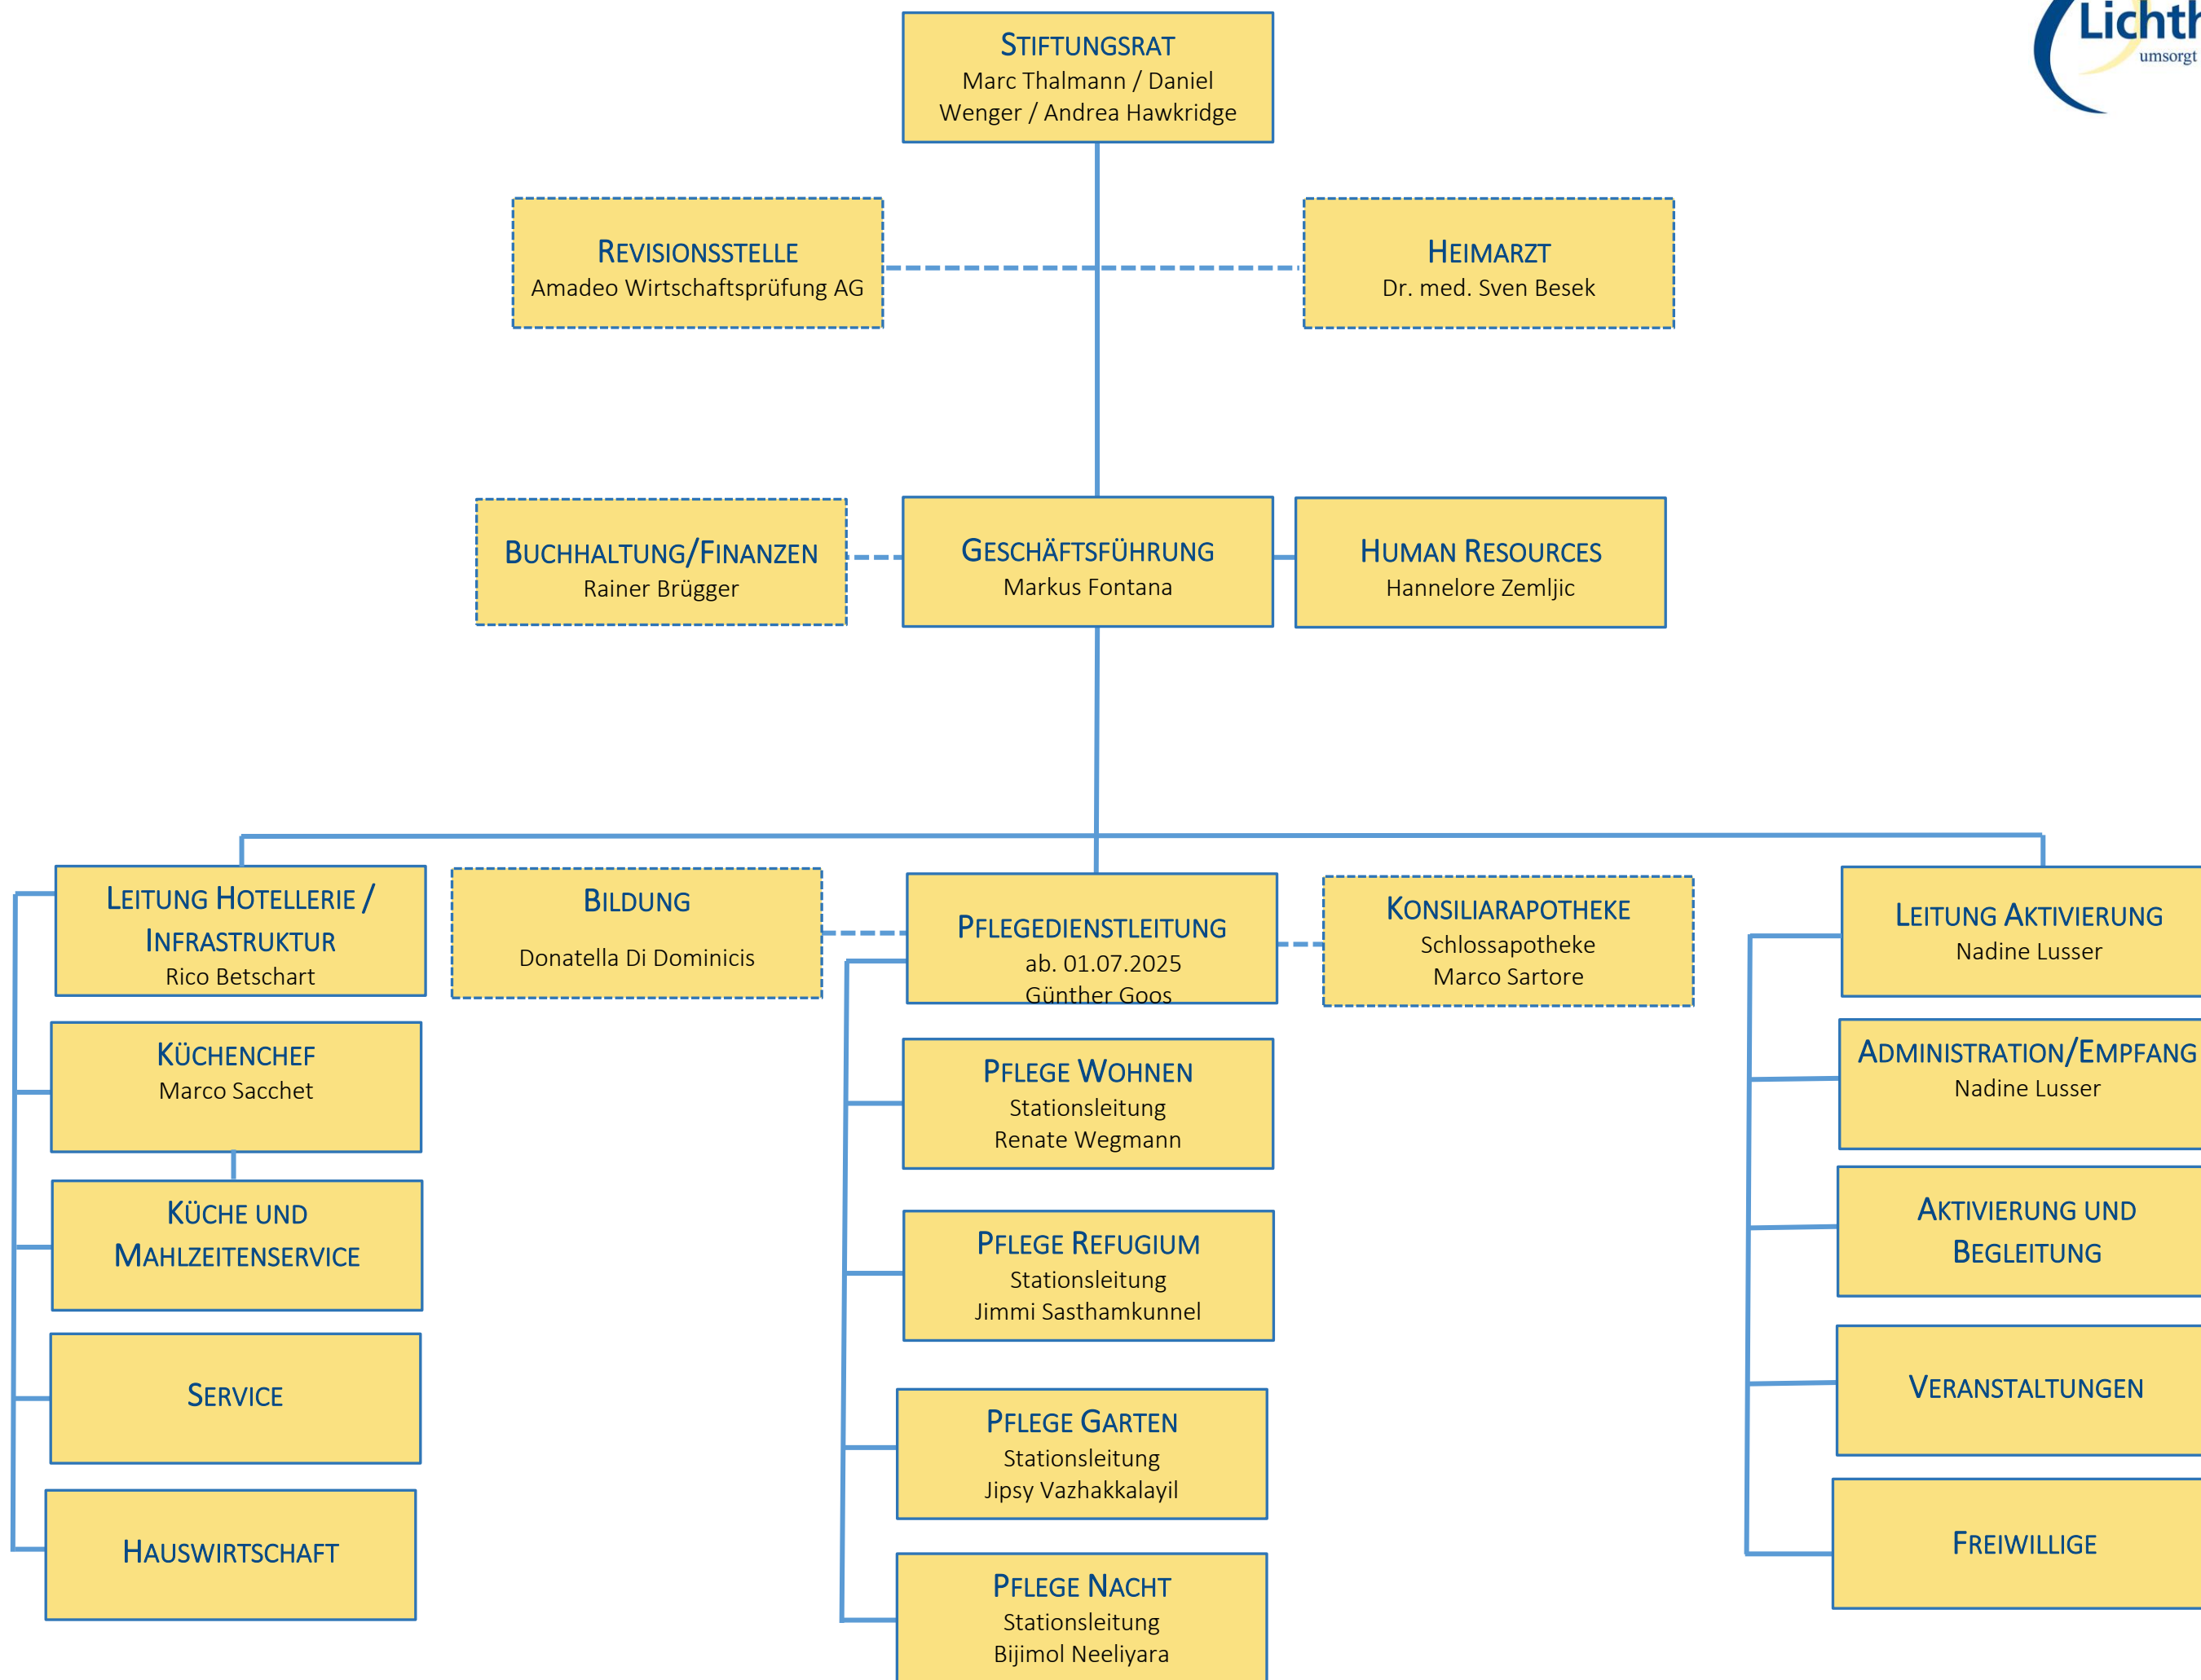 Lichth
umsorgt
STIFTUNGSRAT
Marc Thalmann / Daniel
Wenger / Andrea Hawkridge
REVISIONSSTELLE
Amadeo Wirtschaftsprüfung AG
HEIMARZT
Dr. med. Sven Besek
BUCHHALTUNG/FINANZEN
Rainer Brügger
GESCHÄFTSFÜHRUNG
Markus Fontana
HUMAN RESOURCES
Hannelore Zemljic
LEITUNG HOTELLERIE /
INFRASTRUKTUR
Rico Betschart
BILDUNG
Donatella Di Dominicis
PFLEGEDIENSTLEITUNG
ab. 01.07.2025
Günther Goos
KONSILIARAPOTHEKE
Schlossapotheke
Marco Sartore
LEITUNG AKTIVIERUNG
Nadine Lusser
KÜCHENCHEF
Marco Sacchet
KÜCHE UND
MAHLZEITENSERVICE
SERVICE
HAUSWIRTSCHAFT
PFLEGE WOHNEN
Stationsleitung
Renate Wegmann
PFLEGE REFUGIUM
Stationsleitung
Jimmi Sasthamkunnel
PFLEGE GARTEN
Stationsleitung
Jipsy Vazhakkalayil
PFLEGE NACHT
Stationsleitung
Bijimol Neeliyara
ADMINISTRATION/EMPFANG
Nadine Lusser
AKTIVIERUNG UND
BEGLEITUNG
VERANSTALTUNGEN
FREIWILLIGE